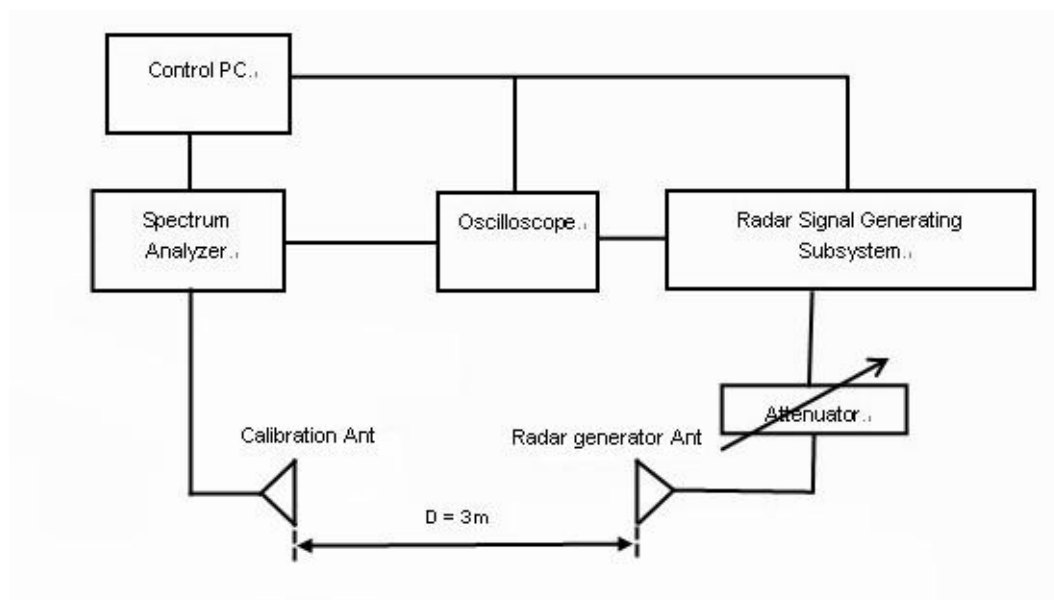 Control PC.
Spectrum
Analyzer.
Oscilloscope.
Radar Signal Generating
Subsystem.
Attenuator.
Calibration Ant
Radar generator Ant
D = 3m